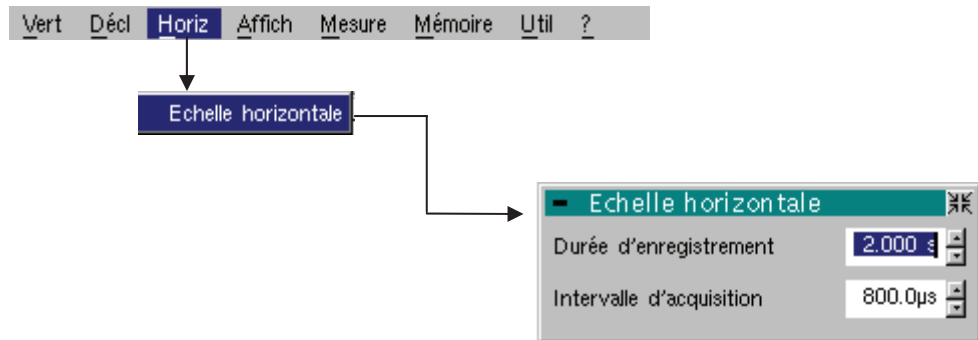 Vert Décl Horiz Affich Mesure Mémoire Util ?
Echelle horizontale
Echelle horizontale
Durée d'enregistrement 2.000 s
Intervalle d'acquisition 800.0µs